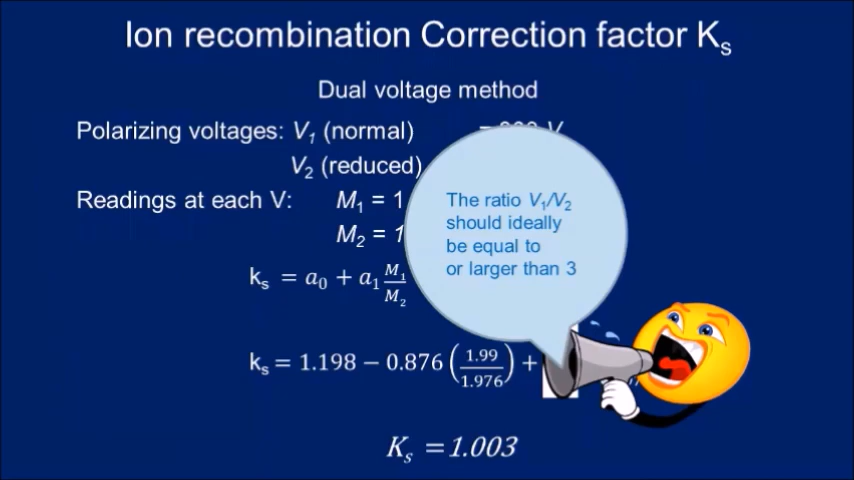 Ion recombination Correction factor Kₛ
Dual voltage method
Polarizing voltages: V₁ (normal)
V₂ (reduced)
Readings at each V: M₁ = 1
M₂ = 1
The ratio V₁/V₂
should ideally
be equal to
or larger than 3
kₛ = a₀ + a₁ M₁/M₂
kₛ = 1.198 − 0.876 (1.99/1.976) +
Kₛ = 1.003